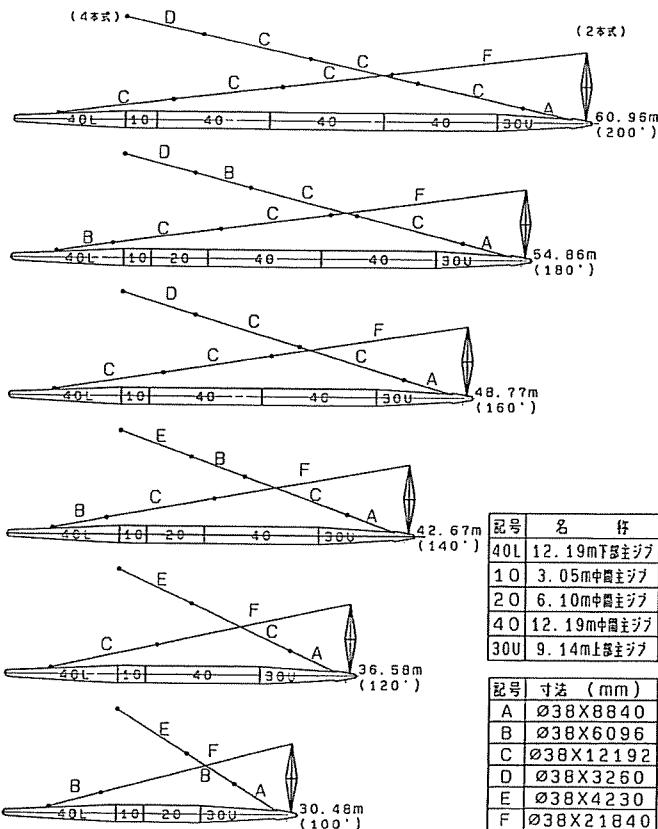 (4本式) D C C C A
(2本式)
C C C F
40L 10 40 40 40 30U
60.96m
(200')
D B C C A
B C C F
40L 10 20 40 40 30U
54.86m
(180')
D C C A
C C F
40L 10 40 40 30U
48.77m
(160')
E B C A
B C F
40L 10 20 40 30U
42.67m
(140')
E C A
C F
40L 10 40 30U
36.58m
(120')
E B A
B F
40L 10 20 30U
30.48m
(100')
記号 名 称
40L 12.19m下部主ジブ
10 3.05m中間主ジブ
20 6.10m中間主ジブ
40 12.19m中間主ジブ
30U 9.14m上部主ジブ
記号 寸法 (mm)
A Ø38X8840
B Ø38X6096
C Ø38X12192
D Ø38X3260
E Ø38X4230
F Ø38X21840